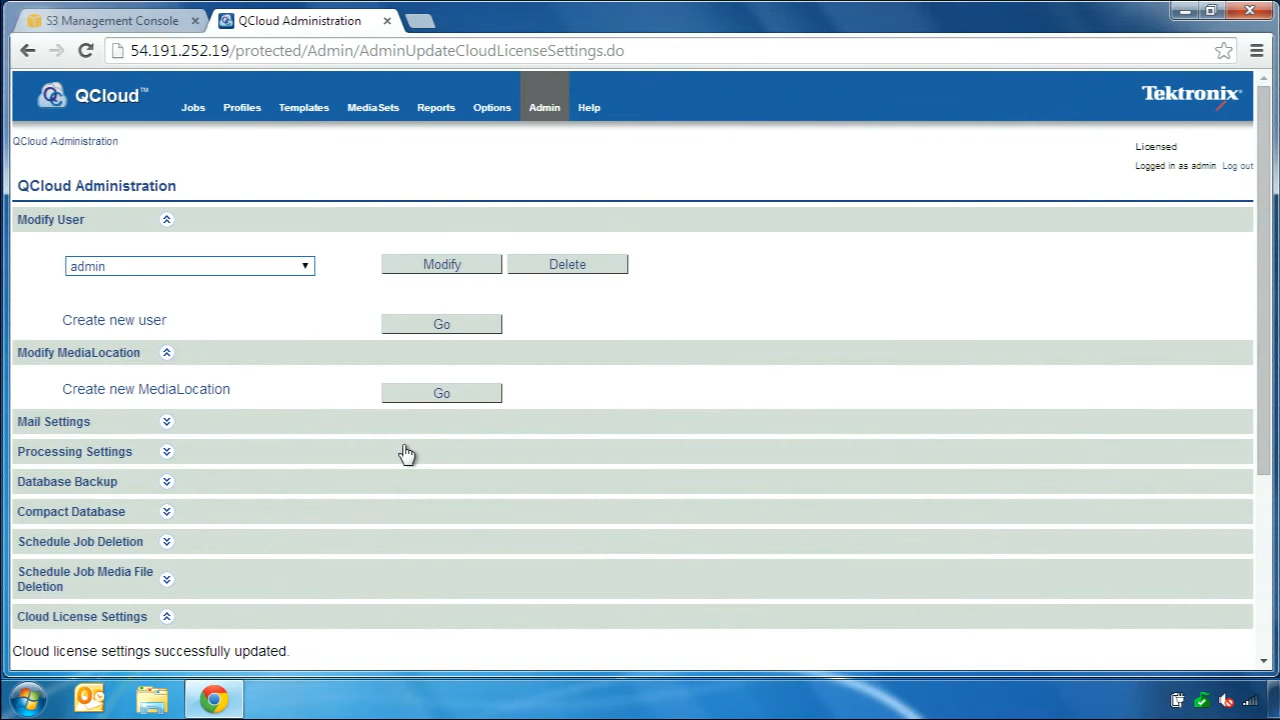 S3 Management Console
QCloud Administration
54.191.252.19/protected/Admin/AdminUpdateCloudLicenseSettings.do
QCloud™
Jobs Profiles Templates MediaSets Reports Options Admin Help
Tektronix
QCloud Administration
Licensed
Logged in as admin Log out
QCloud Administration
Modify User
admin
Modify
Delete
Create new user
Go
Modify MediaLocation
Create new MediaLocation
Go
Mail Settings
Processing Settings
Database Backup
Compact Database
Schedule Job Deletion
Schedule Job Media File
Deletion
Cloud License Settings
Cloud license settings successfully updated.